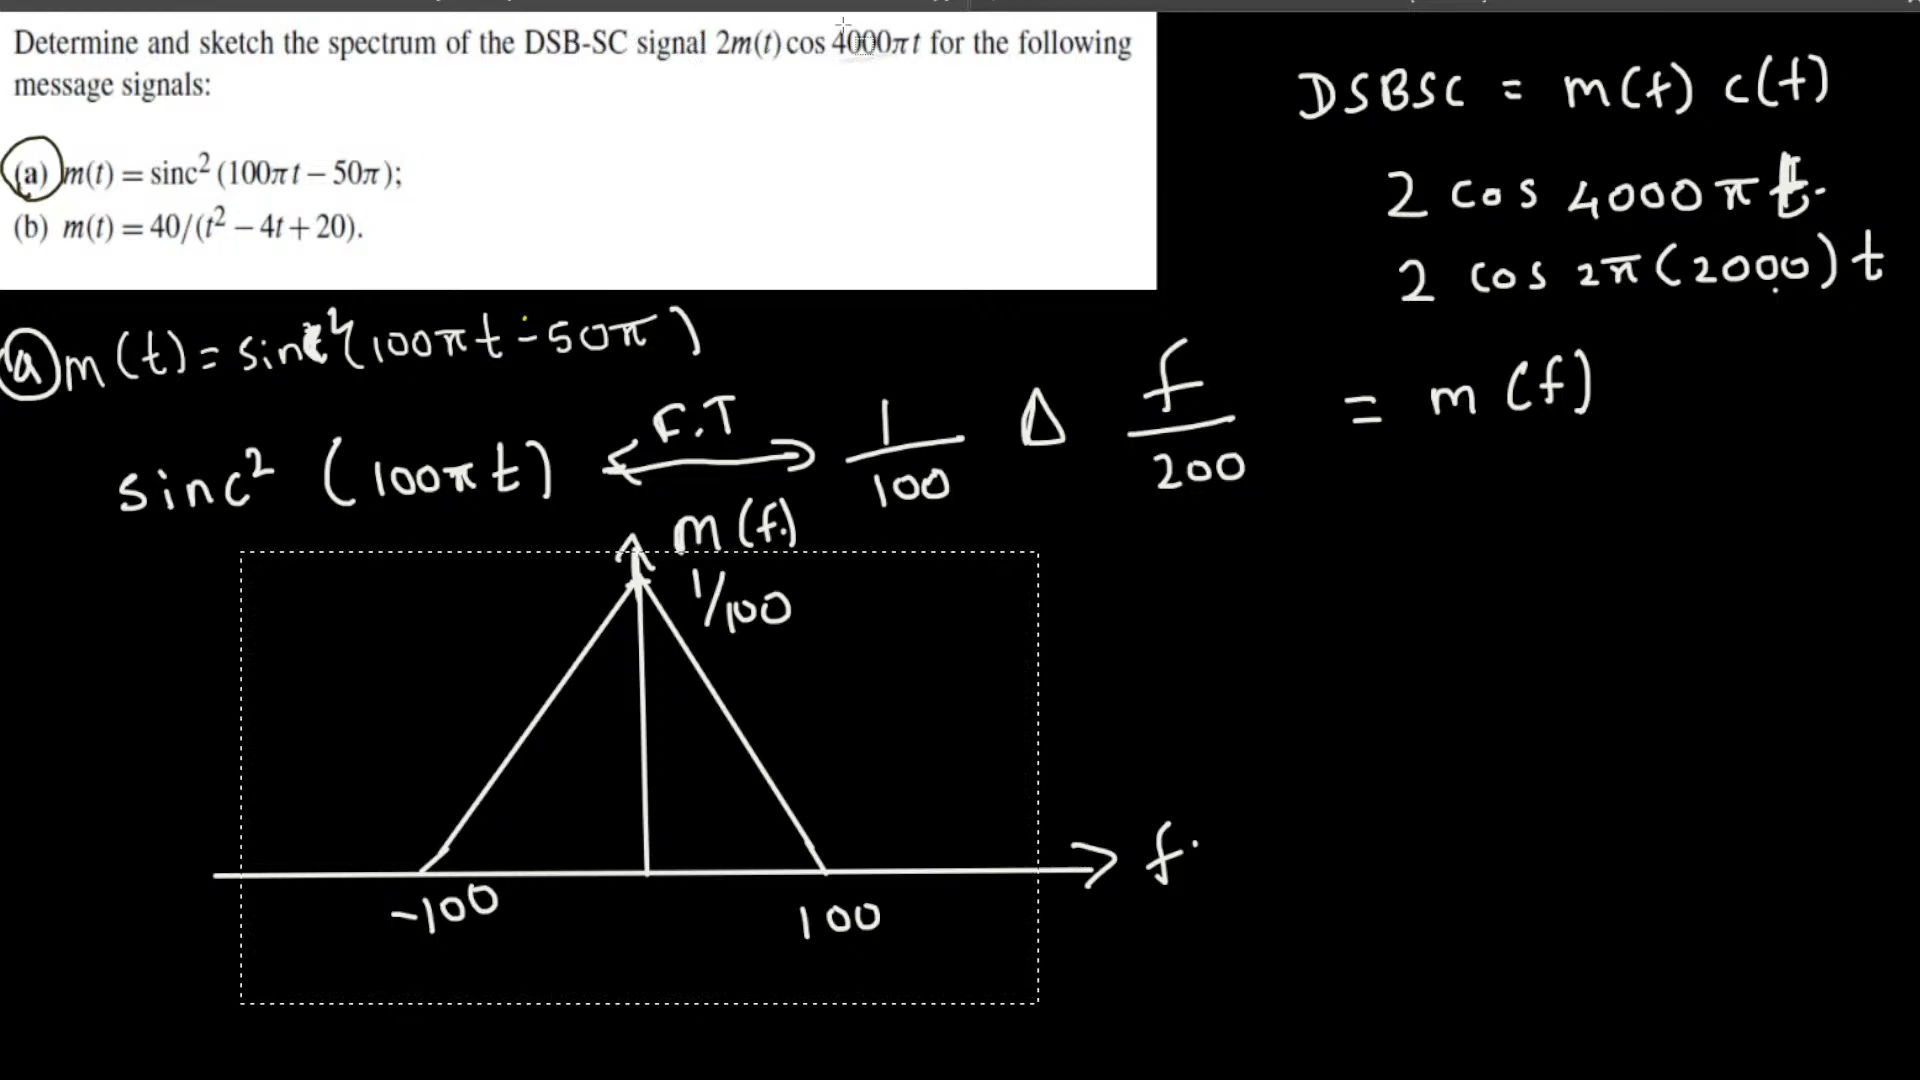 Determine and sketch the spectrum of the DSB-SC signal 2m(t) cos 4000πt for the following
message signals:
(a) m(t) = sinc² (100πt – 50π);
(b) m(t) = 40/(t² – 4t + 20).
DSBSC = m(t) c(t)
2 cos 4000πt.
2 cos 2π(2000)t
(a) m(t) = sinc²(100πt - 50π)
sinc² (100πt) F.T 1/100 Δ f/200 = m(f)
m(f)
1/100
f.
-100
100